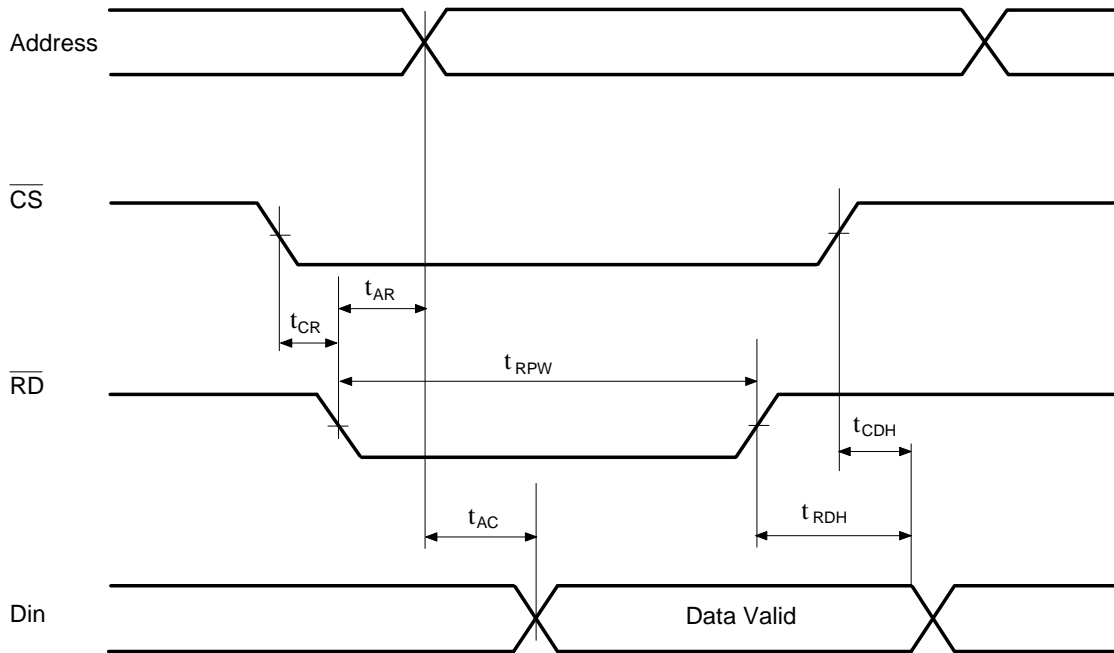 Address
CS
tAR
tCR
tRPW
RD
tCDH
tRDH
tAC
Data Valid
Din